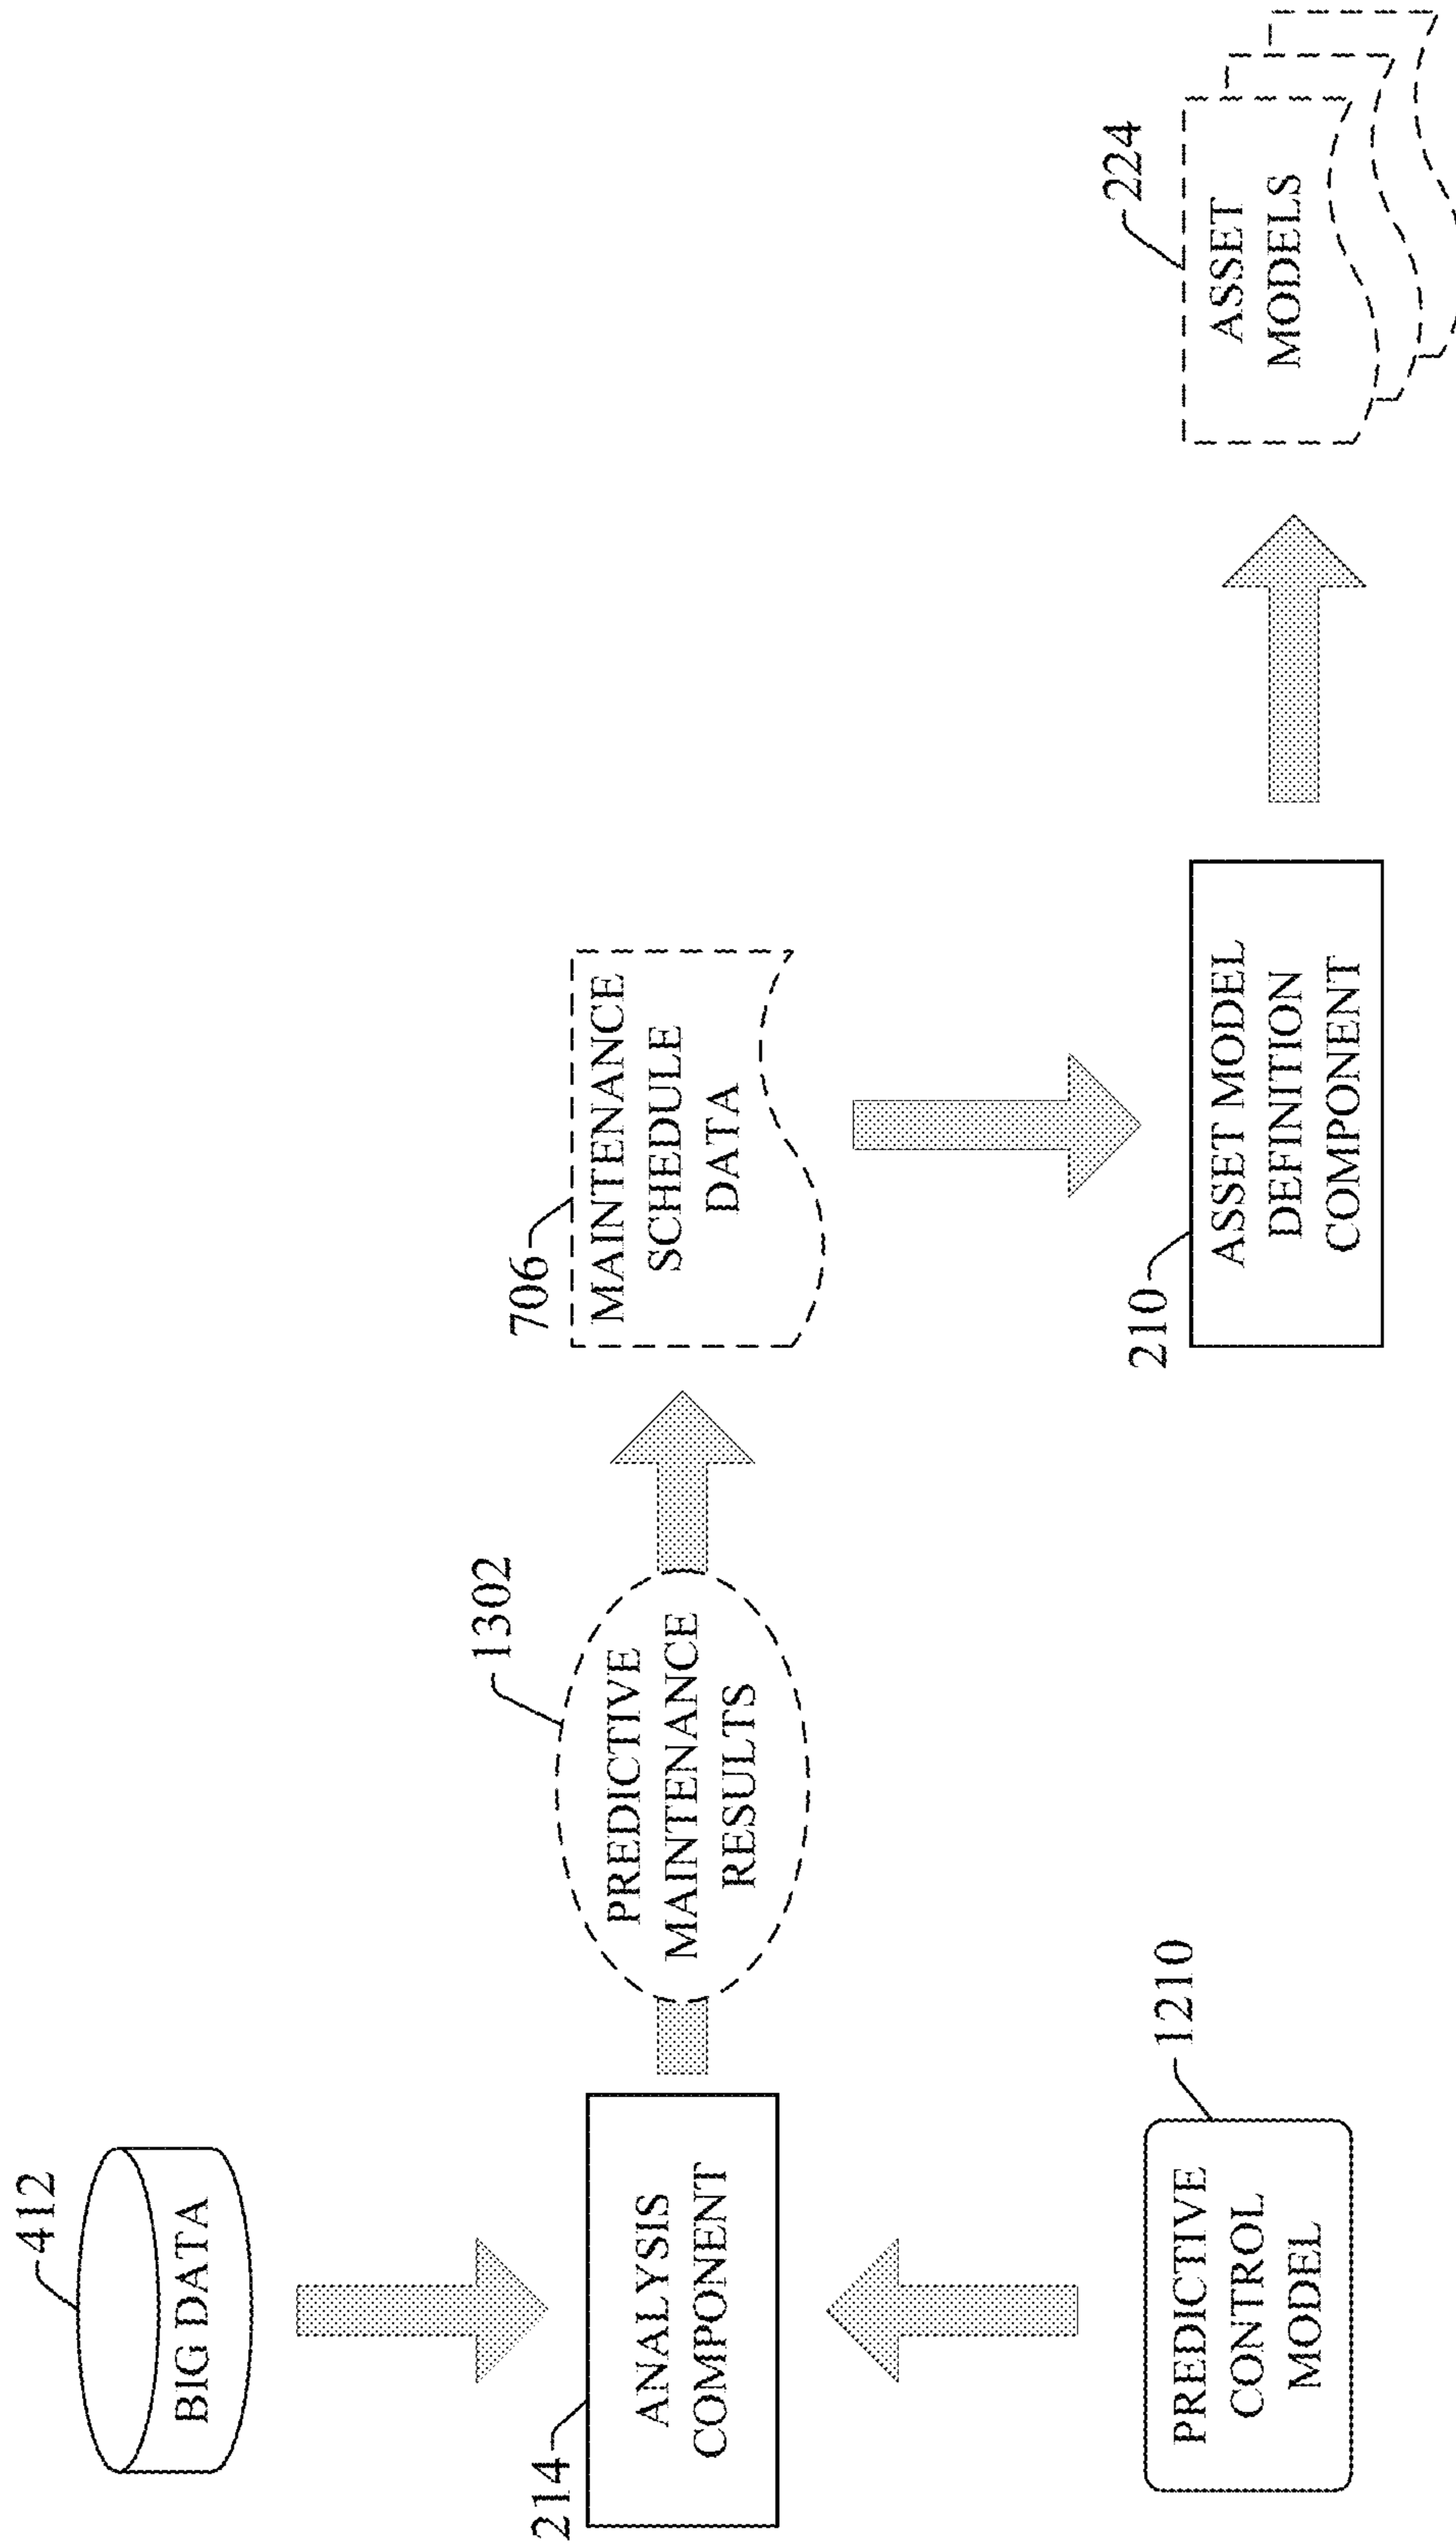 412
BIG DATA
214
ANALYSIS
COMPONENT
PREDICTIVE
CONTROL
MODEL
1210
1302
PREDICTIVE
MAINTENANCE
RESULTS
706
MAINTENANCE
SCHEDULE
DATA
210
ASSET MODEL
DEFINITION
COMPONENT
224
ASSET
MODELS